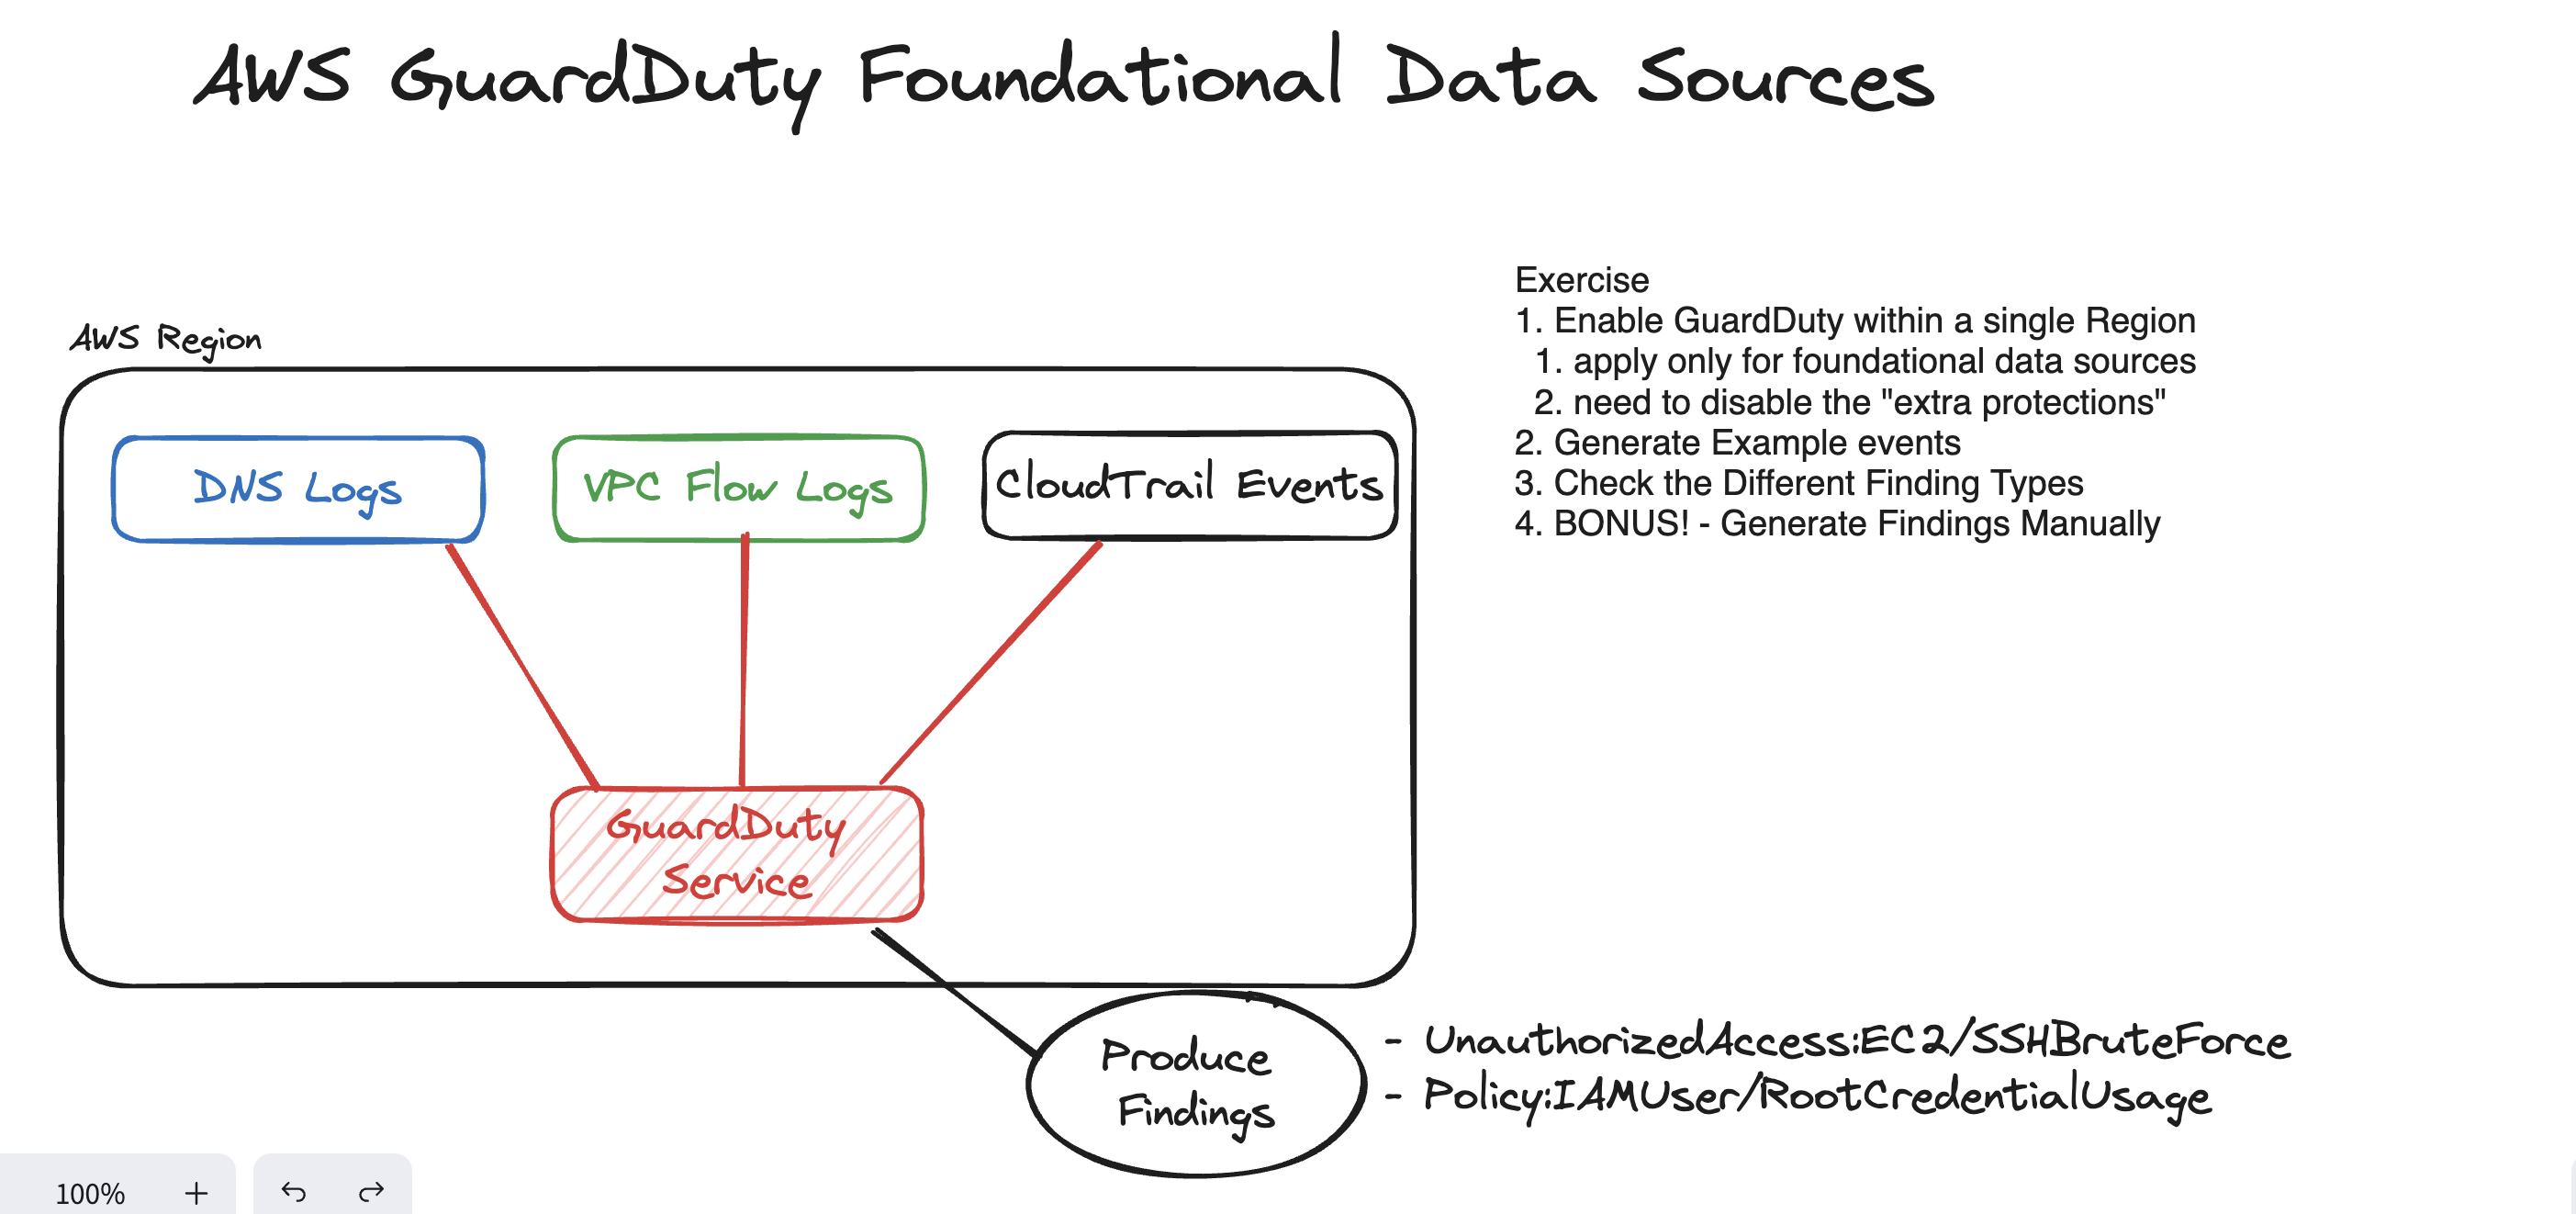 AWS GuardDuty Foundational Data Sources
Exercise
1. Enable GuardDuty within a single Region
1. apply only for foundational data sources
2. need to disable the "extra protections"
2. Generate Example events
3. Check the Different Finding Types
4. BONUS! - Generate Findings Manually
AWS Region
DNS Logs
VPC Flow Logs
CloudTrail Events
GuardDuty
Service
Produce
Findings
- UnauthorizedAccess:EC2/SSHBruteForce
- Policy:IAMUser/RootCredentialUsage
100%